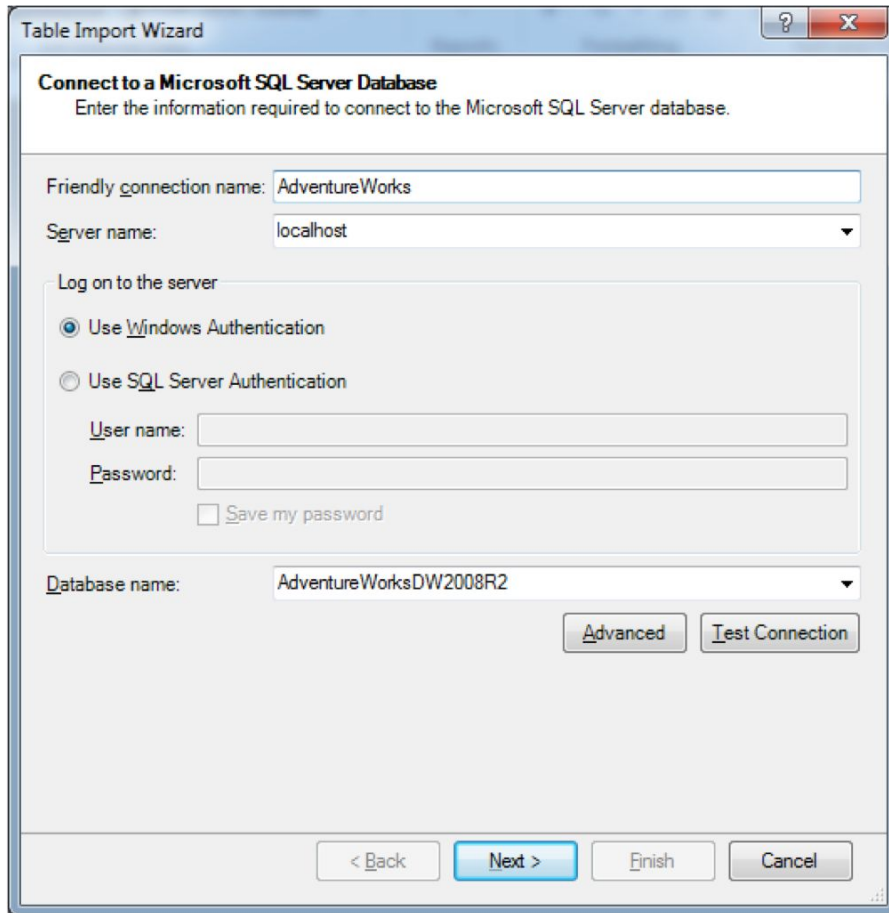 Table Import Wizard
Connect to a Microsoft SQL Server Database
Enter the information required to connect to the Microsoft SQL Server database.
Friendly connection name: AdventureWorks
Server name: localhost
Log on to the server
Use Windows Authentication
Use SQL Server Authentication
User name:
Password:
Save my password
Database name: AdventureWorksDW2008R2
Advanced Test Connection
< Back Next > Finish Cancel